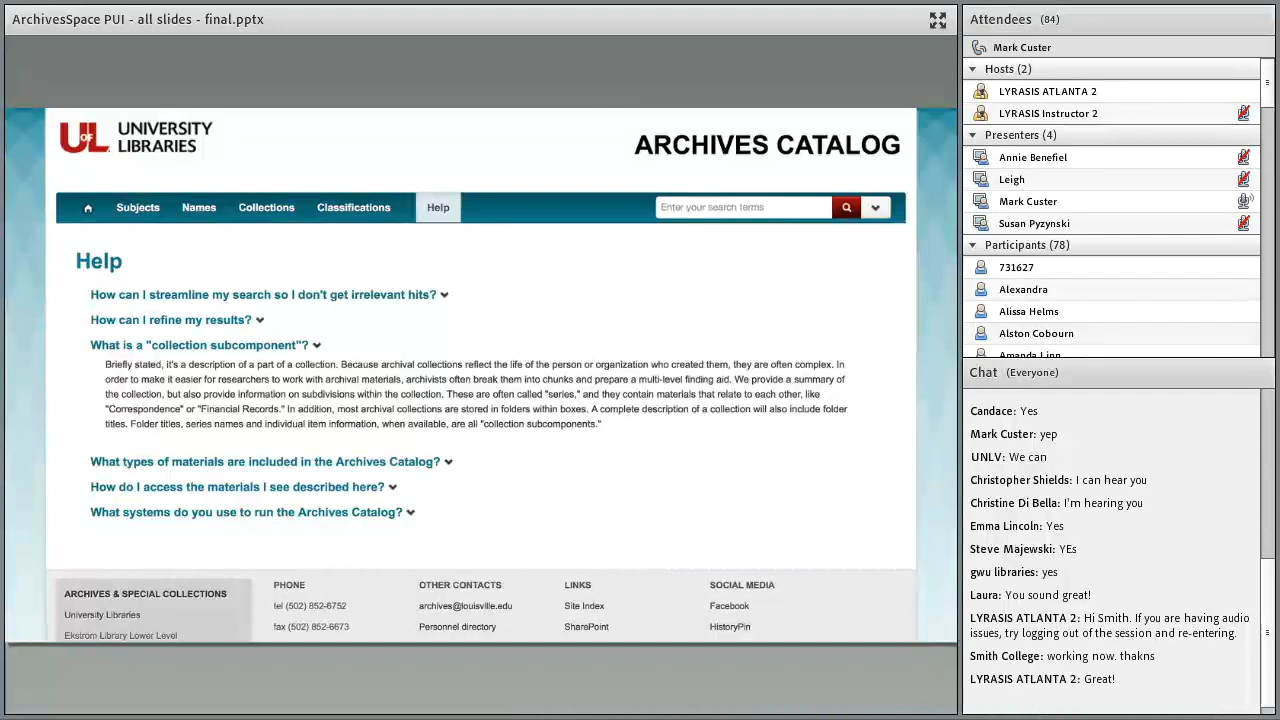 ArchivesSpace PUI - all slides - final.pptx
UofL UNIVERSITY
LIBRARIES
ARCHIVES CATALOG
Subjects Names Collections Classifications Help Enter your search terms
Help
How can I streamline my search so I don't get irrelevant hits?
How can I refine my results?
What is a "collection subcomponent"?
Briefly stated, it's a description of a part of a collection. Because archival collections reflect the life of the person or organization who created them, they are often complex. In
order to make it easier for researchers to work with archival materials, archivists often break them into chunks and prepare a multi-level finding aid. We provide a summary of
the collection, but also provide information on subdivisions within the collection. These are often called "series," and they contain materials that relate to each other, like
"Correspondence" or "Financial Records." In addition, most archival collections are stored in folders within boxes. A complete description of a collection will also include folder
titles. Folder titles, series names and individual item information, when available, are all "collection subcomponents."
What types of materials are included in the Archives Catalog?
How do I access the materials I see described here?
What systems do you use to run the Archives Catalog?
ARCHIVES & SPECIAL COLLECTIONS
University Libraries
Ekstrom Library Lower Level
PHONE
tel (502) 852-6752
fax (502) 852-6673
OTHER CONTACTS
archives@louisville.edu
Personnel directory
LINKS
Site Index
SharePoint
SOCIAL MEDIA
Facebook
HistoryPin
Attendees (84)
Mark Custer
Hosts (2)
LYRASIS ATLANTA 2
LYRASIS Instructor 2
Presenters (4)
Annie Benefiel
Leigh
Mark Custer
Susan Pyzynski
Participants (78)
731627
Alexandra
Alissa Helms
Alston Cobourn
Amanda Linn
Chat (Everyone)
Candace: Yes
Mark Custer: yep
UNLV: We can
Christopher Shields: I can hear you
Christine Di Bella: I'm hearing you
Emma Lincoln: Yes
Steve Majewski: YEs
gwu libraries: yes
Laura: You sound great!
LYRASIS ATLANTA 2: Hi Smith. If you are having audio
issues, try logging out of the session and re-entering.
Smith College: working now. thakns
LYRASIS ATLANTA 2: Great!